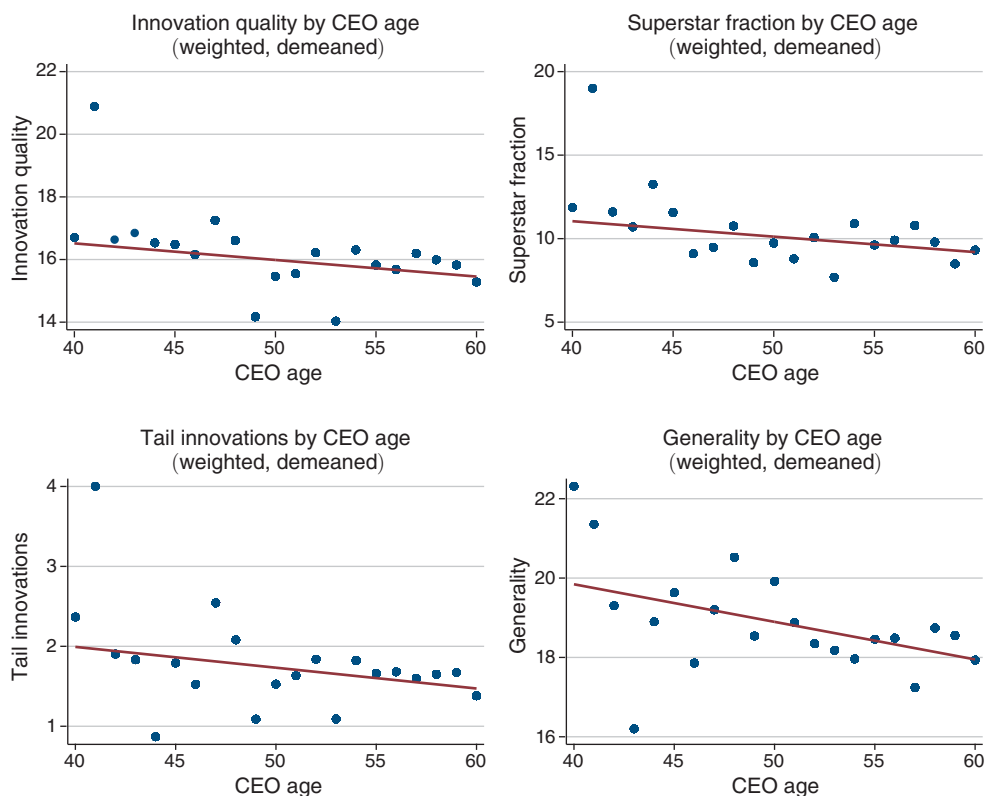 Innovation quality by CEO age
(weighted, demeaned)
22
20
18
16
14
Innovation quality
40 45 50 55 60
CEO age
Superstar fraction by CEO age
(weighted, demeaned)
20
15
10
5
Superstar fraction
40 45 50 55 60
CEO age
Tail innovations by CEO age
(weighted, demeaned)
4
3
2
1
Tail innovations
40 45 50 55 60
CEO age
Generality by CEO age
(weighted, demeaned)
22
20
18
16
Generality
40 45 50 55 60
CEO age